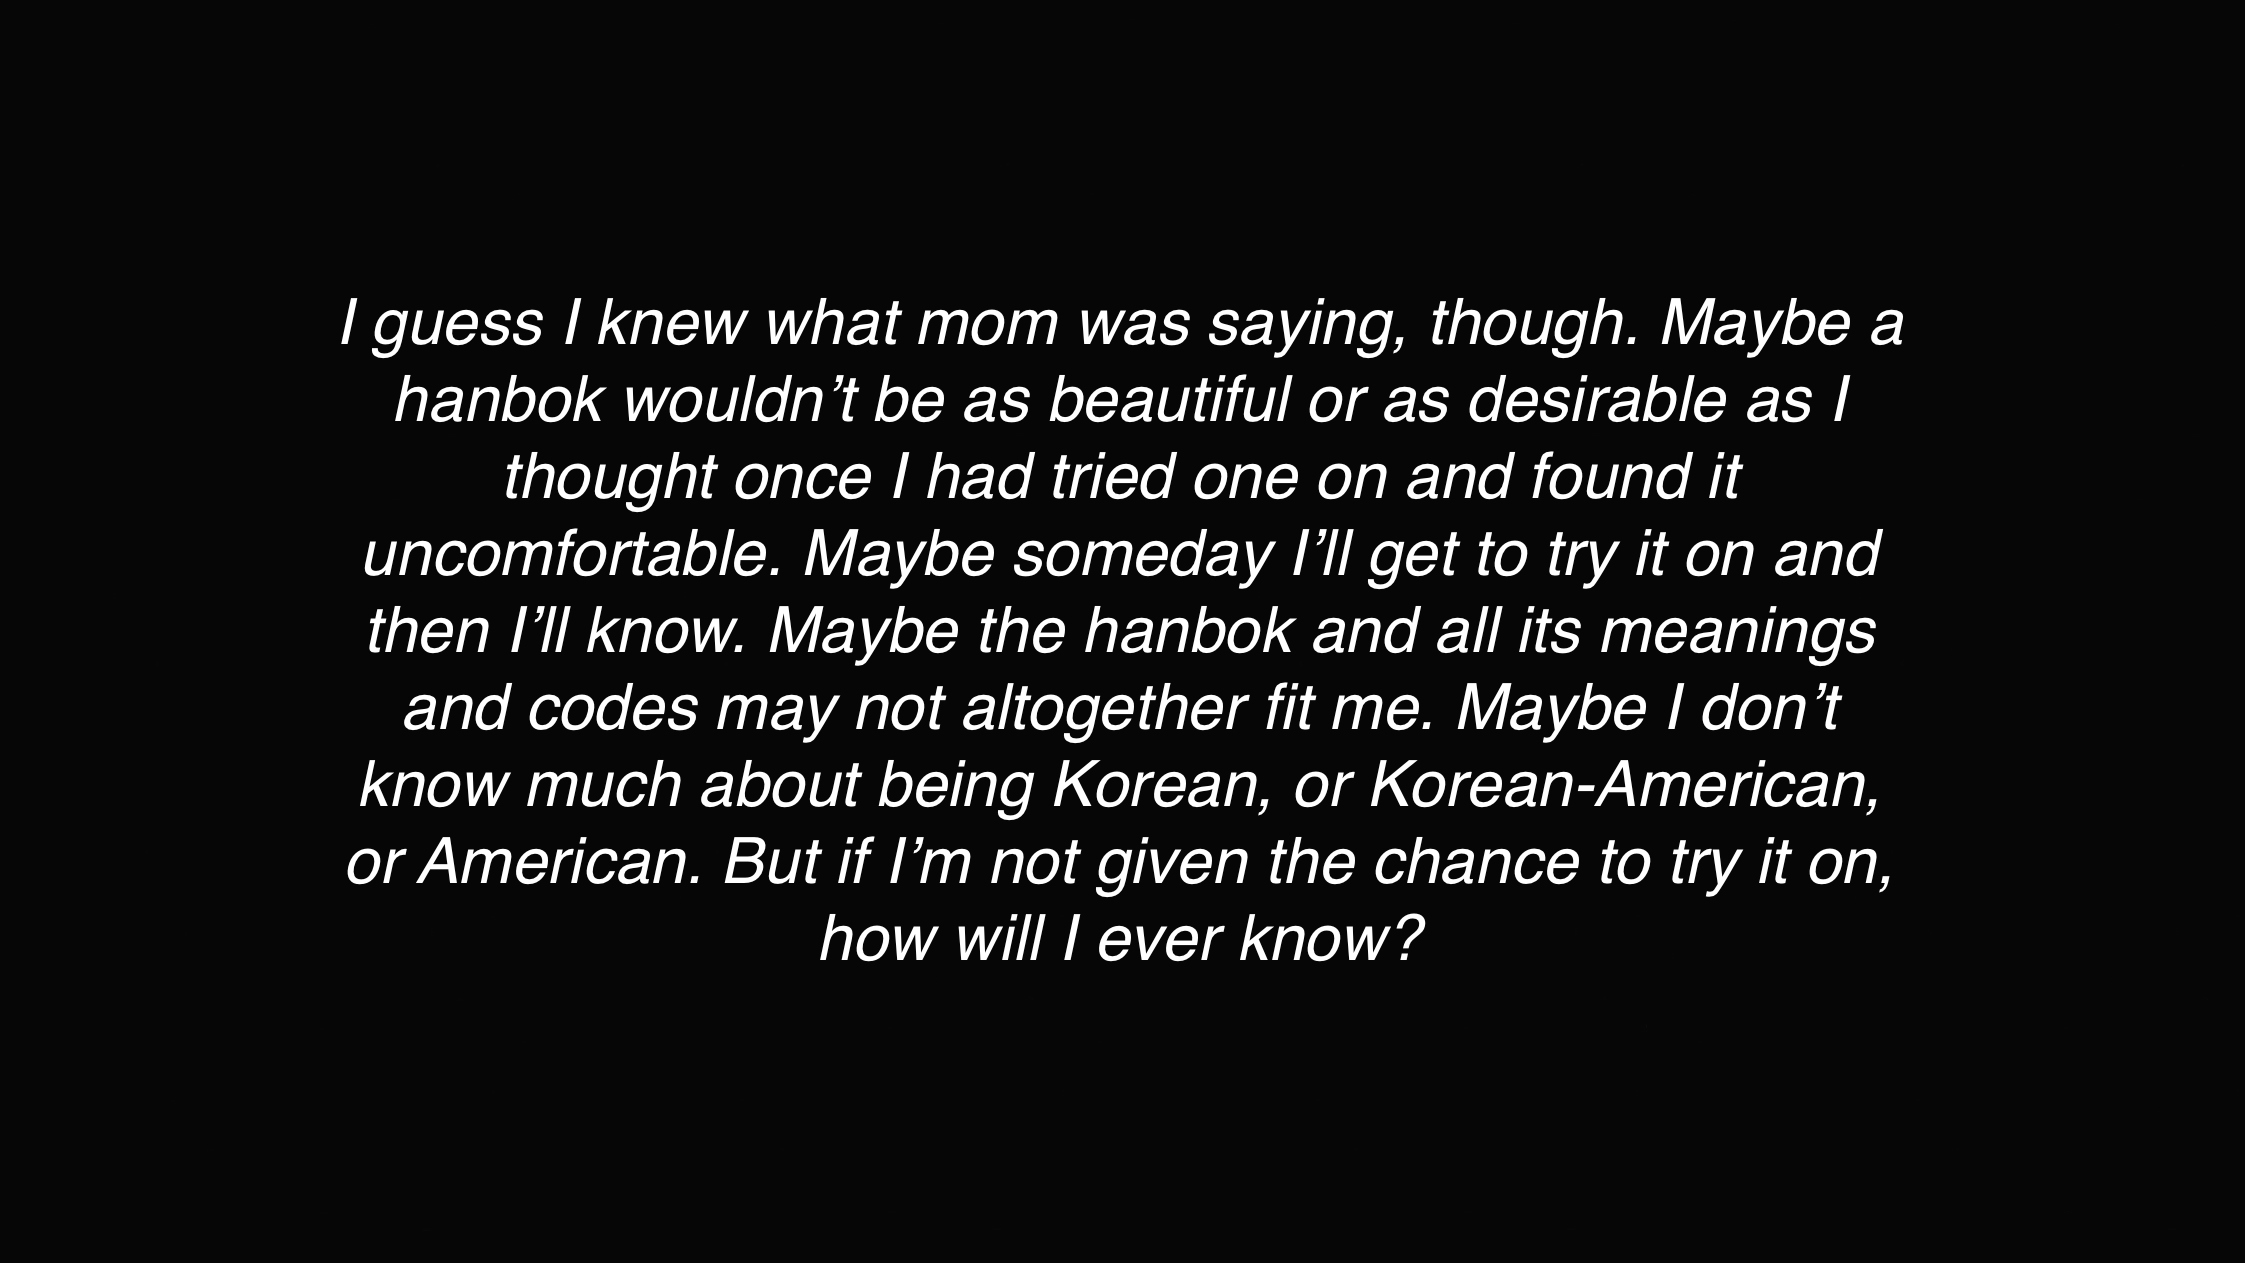 I guess I knew what mom was saying, though. Maybe a
hanbok wouldn’t be as beautiful or as desirable as I
thought once I had tried one on and found it
uncomfortable. Maybe someday I’ll get to try it on and
then I’ll know. Maybe the hanbok and all its meanings
and codes may not altogether fit me. Maybe I don’t
know much about being Korean, or Korean-American,
or American. But if I’m not given the chance to try it on,
how will I ever know?